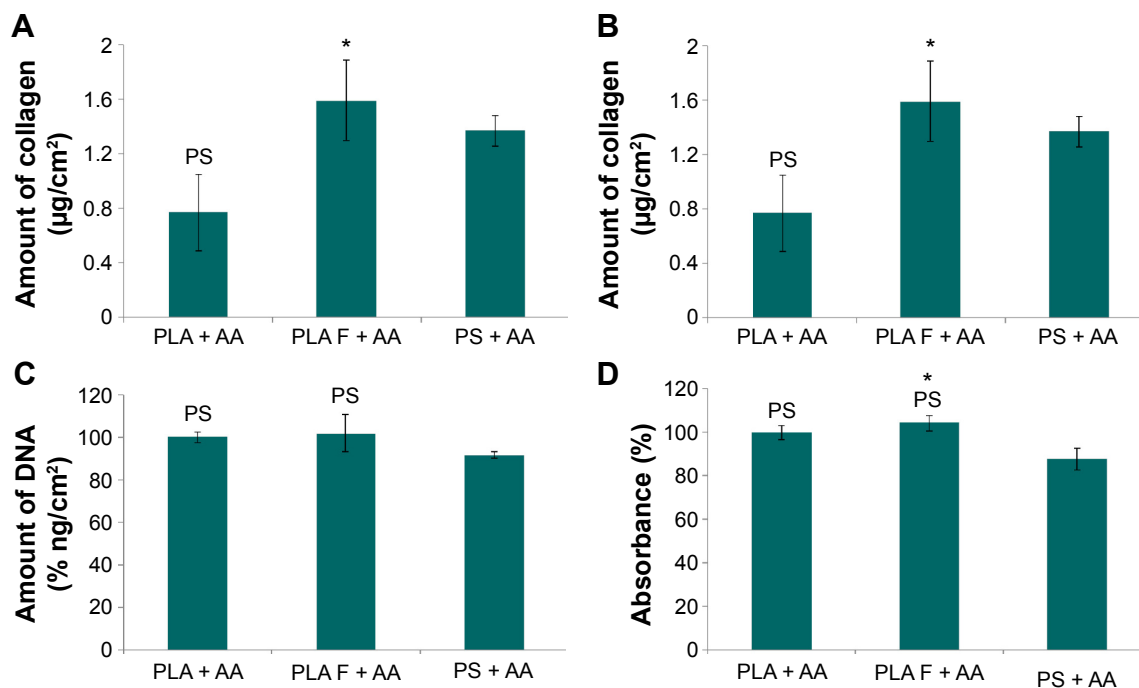 A
Amount of collagen
(µg/cm²)
2
1.6
1.2
0.8
0.4
0
PS
*
PLA + AA
PLA F + AA
PS + AA
B
Amount of collagen
(µg/cm²)
2
1.6
1.2
0.8
0.4
0
PS
*
PLA + AA
PLA F + AA
PS + AA
C
Amount of DNA
(% ng/cm²)
120
100
80
60
40
20
0
PS
PS
PLA + AA
PLA F + AA
PS + AA
D
Absorbance (%)
120
100
80
60
40
20
0
PS
*
PS
PLA + AA
PLA F + AA
PS + AA